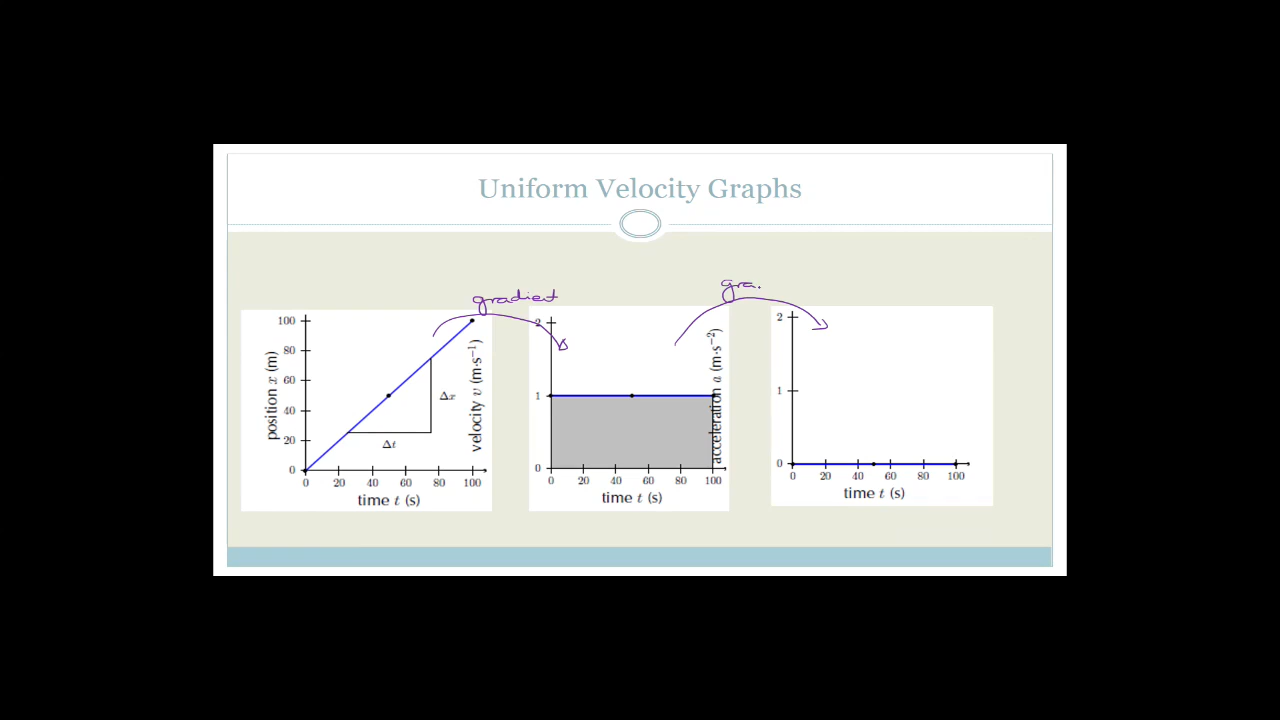 Uniform Velocity Graphs
gradient
gra.
position x (m)
100
80
60
40
20
0
0 20 40 60 80 100
time t (s)
Δx
Δt
velocity v (m·s⁻¹)
2
1
0
0 20 40 60 80 100
time t (s)
acceleration a (m·s⁻²)
2
1
0
0 20 40 60 80 100
time t (s)